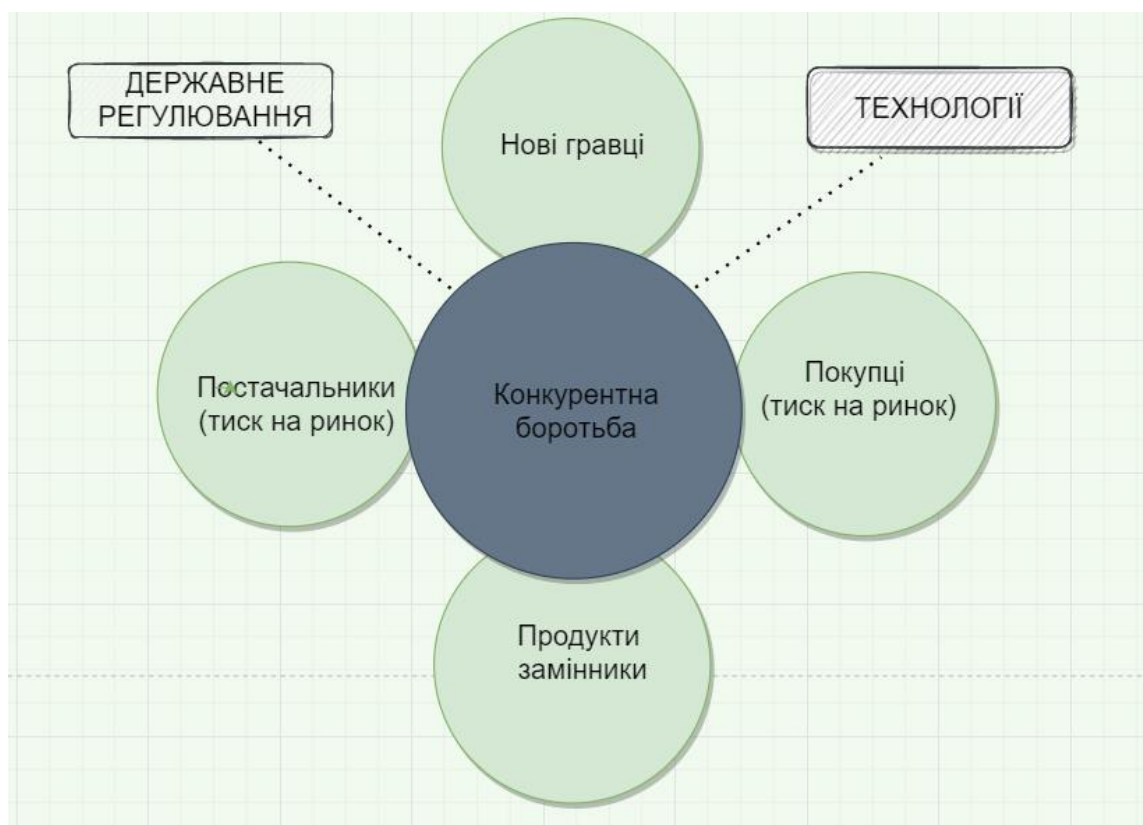 ДЕРЖАВНЕ
РЕГУЛЮВАННЯ
ТЕХНОЛОГІЇ
Нові гравці
Постачальники
(тиск на ринок)
Конкурентна
боротьба
Покупці
(тиск на ринок)
Продукти
замінники